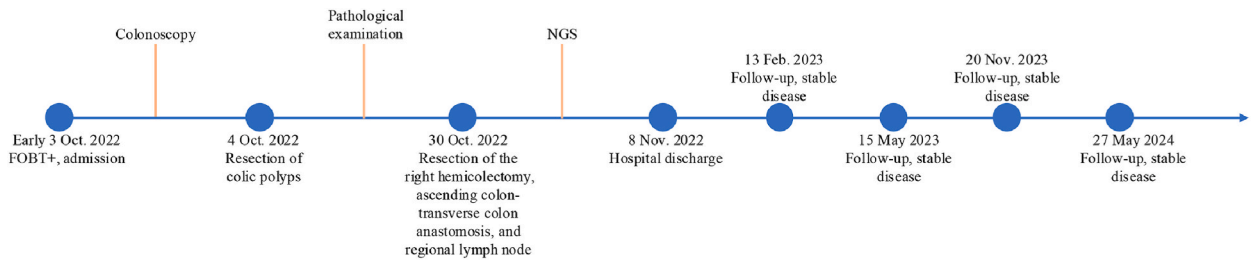 Colonoscopy
Pathological
examination
NGS
13 Feb. 2023
Follow-up, stable
disease
20 Nov. 2023
Follow-up, stable
disease
Early 3 Oct. 2022
FOBT+, admission
4 Oct. 2022
Resection of
colic polyps
30 Oct. 2022
Resection of the
right hemicolectomy,
ascending colon-
transverse colon
anastomosis, and
regional lymph node
8 Nov. 2022
Hospital discharge
15 May 2023
Follow-up, stable
disease
27 May 2024
Follow-up, stable
disease